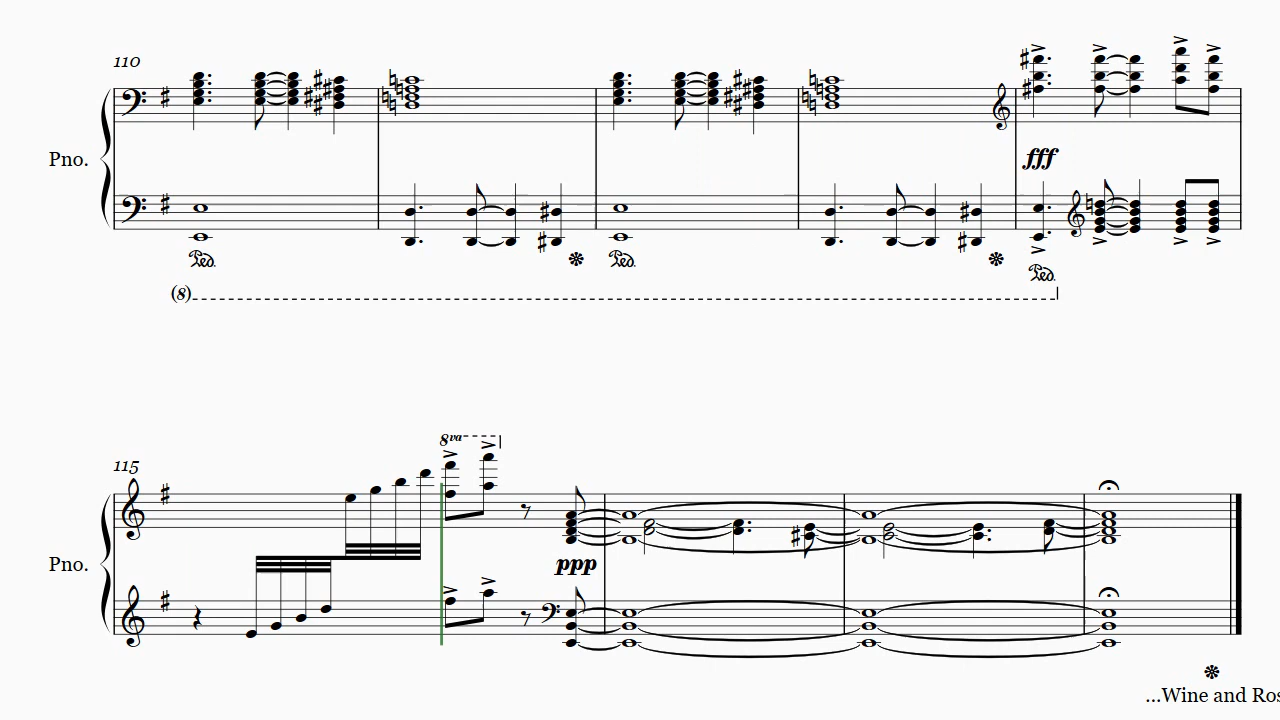 110
Pno.
fff
(8)
115
8va
Pno.
ppp
...Wine and Ros